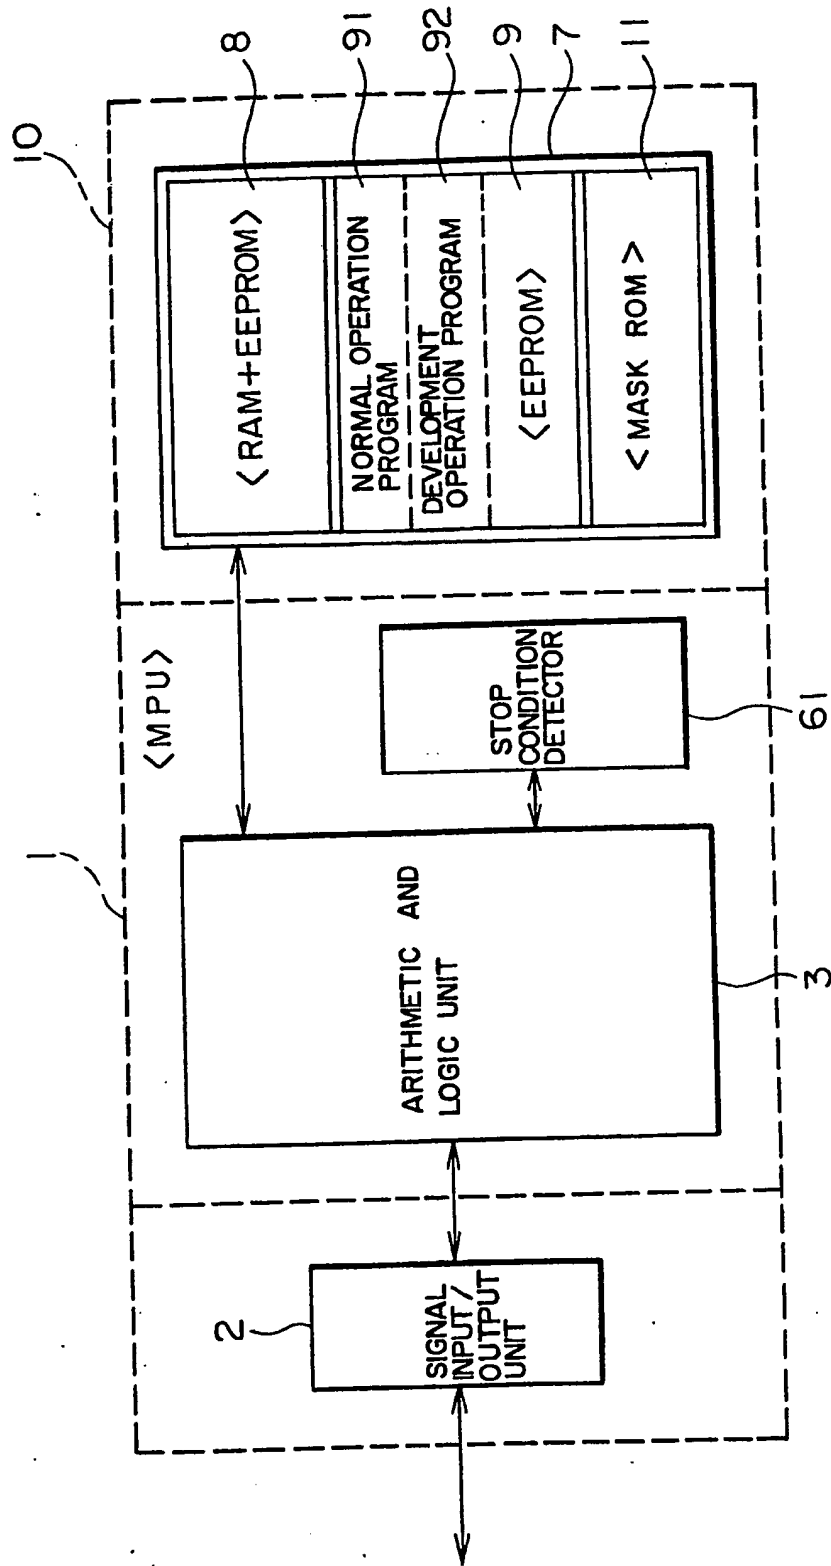 10
1
<MPU>
2
SIGNAL
INPUT/
OUTPUT
UNIT
ARITHMETIC AND
LOGIC UNIT
3
STOP
CONDITION
DETECTOR
61
<RAM+EEPROM>
8
NORMAL OPERATION
PROGRAM
91
DEVELOPMENT
OPERATION PROGRAM
92
<EEPROM>
9
7
<MASK ROM>
11